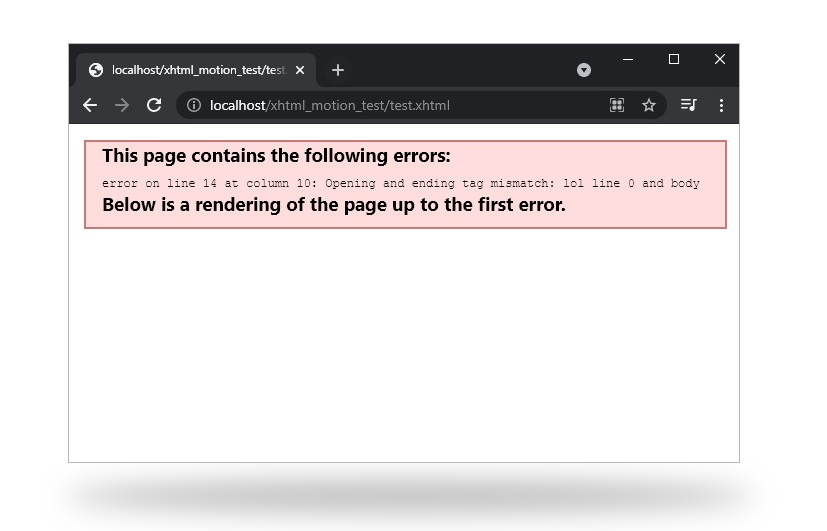 localhost/xhtml_motion_test/test
localhost/xhtml_motion_test/test.xhtml
This page contains the following errors:
error on line 14 at column 10: Opening and ending tag mismatch: lol line 0 and body
Below is a rendering of the page up to the first error.